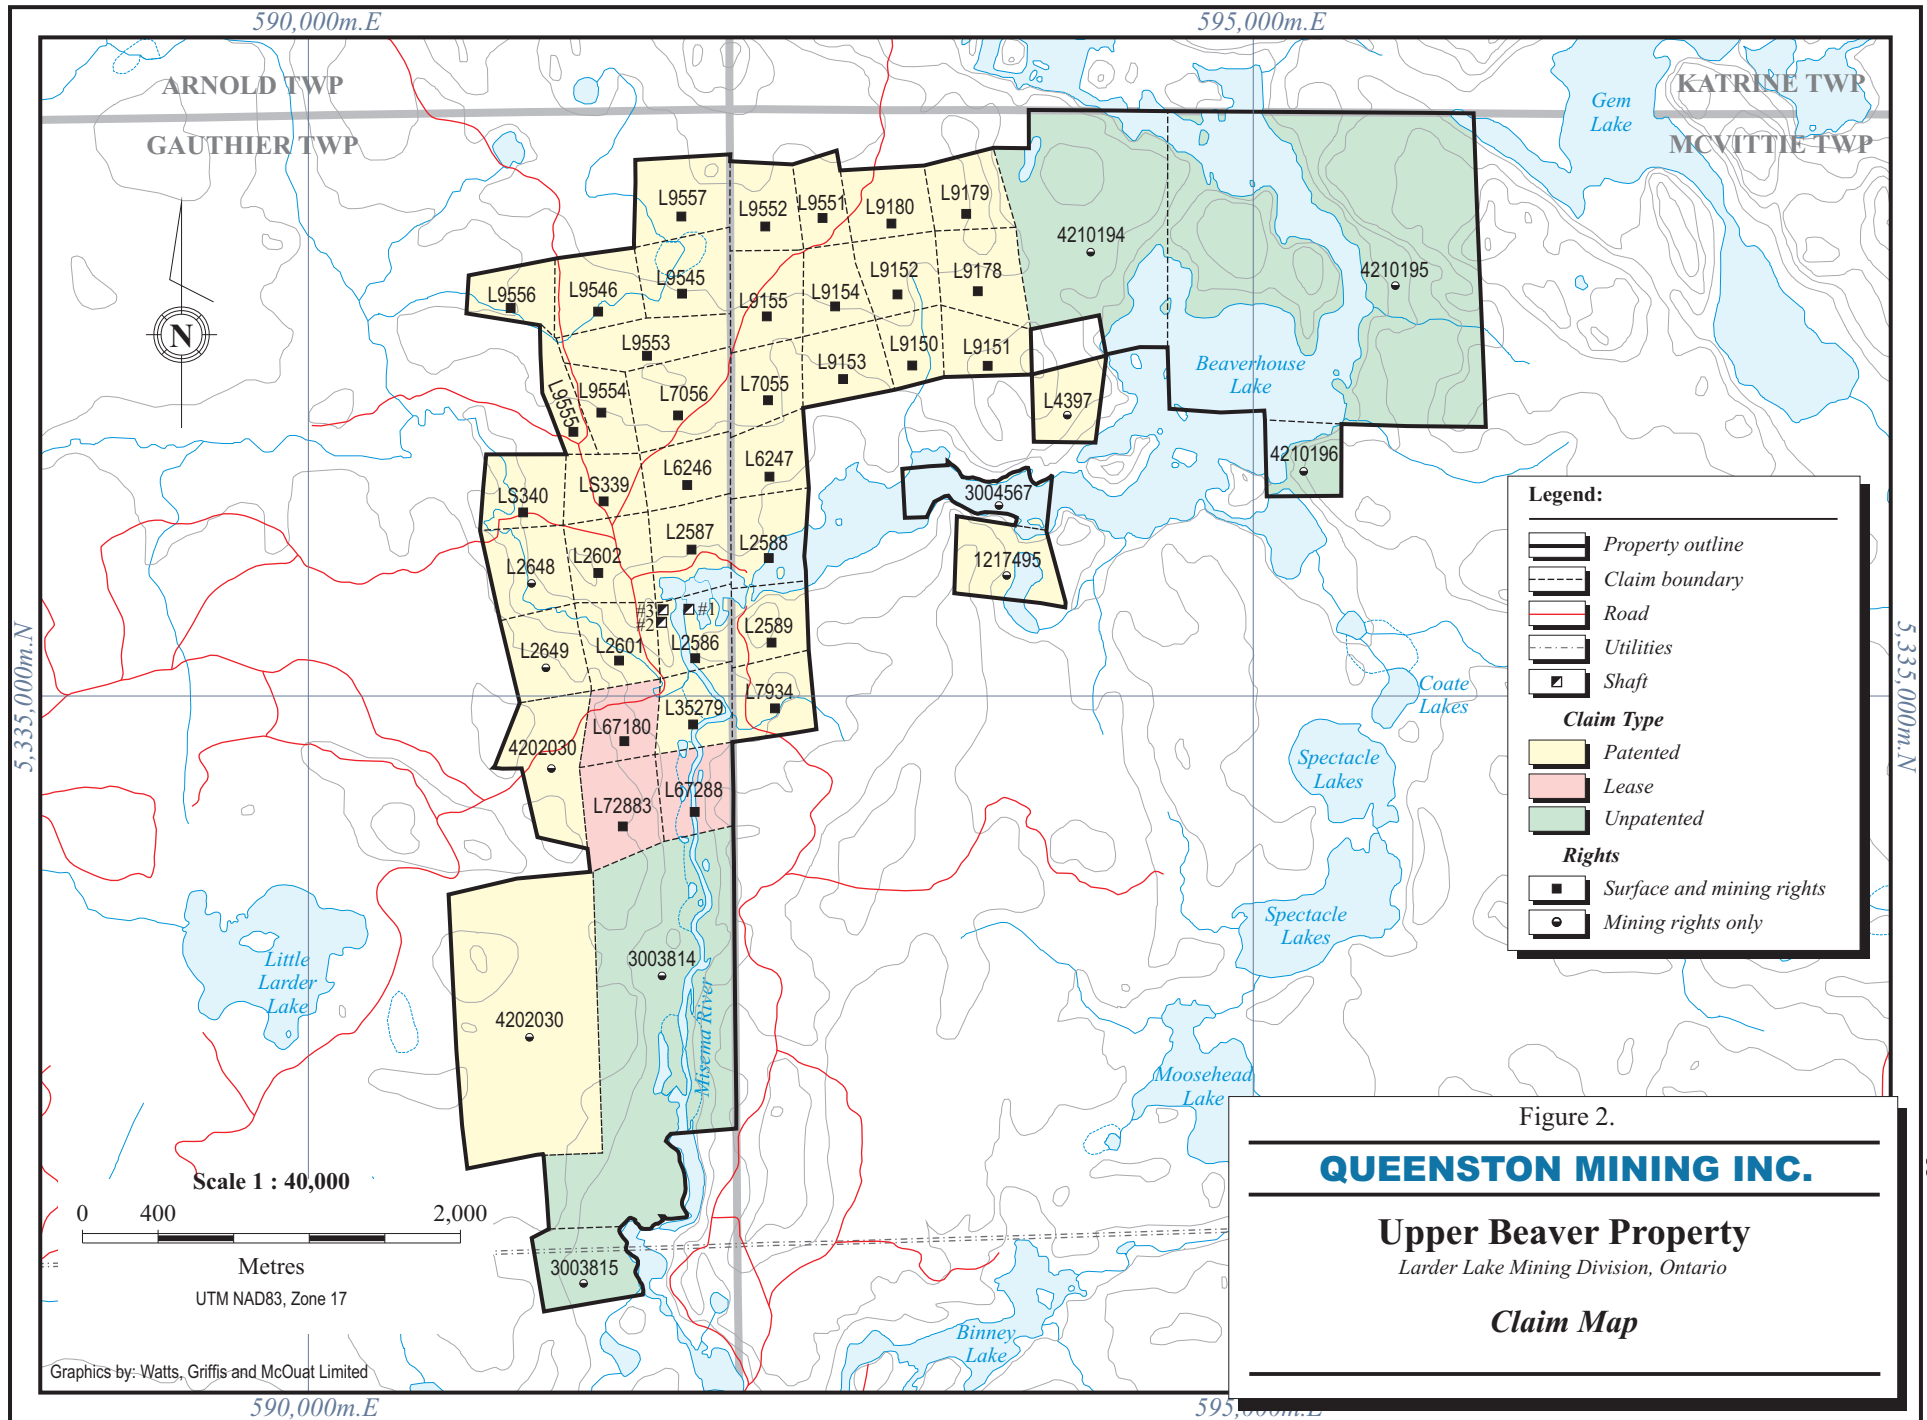 590,000m.E
595,000m.E
ARNOLD TWP
KATRINE TWP
Gem
Lake
GAUTHIER TWP
MCVITTIE TWP
L9557
L9552
L9551
L9180
L9179
4210194
4210195
L9556
L9546
L9545
L9155
L9154
L9152
L9178
N
L9553
L9153
L9150
L9151
Beaverhouse
Lake
L9555
L9554
L7056
L7055
L4397
4210196
LS340
LS339
L6246
L6247
3004567
L2648
L2602
L2587
L2588
1217495
#3
#2
#1
L2649
L2601
L2586
L2589
5,335,000m.N
5,335,000m.N
L67180
L35279
L7934
Coate
Lakes
4202030
L72883
L67288
Spectacle
Lakes
Spectacle
Lakes
Little
Larder
Lake
3003814
4202030
Misema River
Moosehead
Lake
3003815
Binney
Lake
Legend:
Property outline
Claim boundary
Road
Utilities
Shaft
Claim Type
Patented
Lease
Unpatented
Rights
Surface and mining rights
Mining rights only
Scale 1 : 40,000
0 400 2,000
Metres
UTM NAD83, Zone 17
Graphics by: Watts, Griffis and McOuat Limited
Figure 2.
QUEENSTON MINING INC.
Upper Beaver Property
Larder Lake Mining Division, Ontario
Claim Map
590,000m.E
595,000m.E